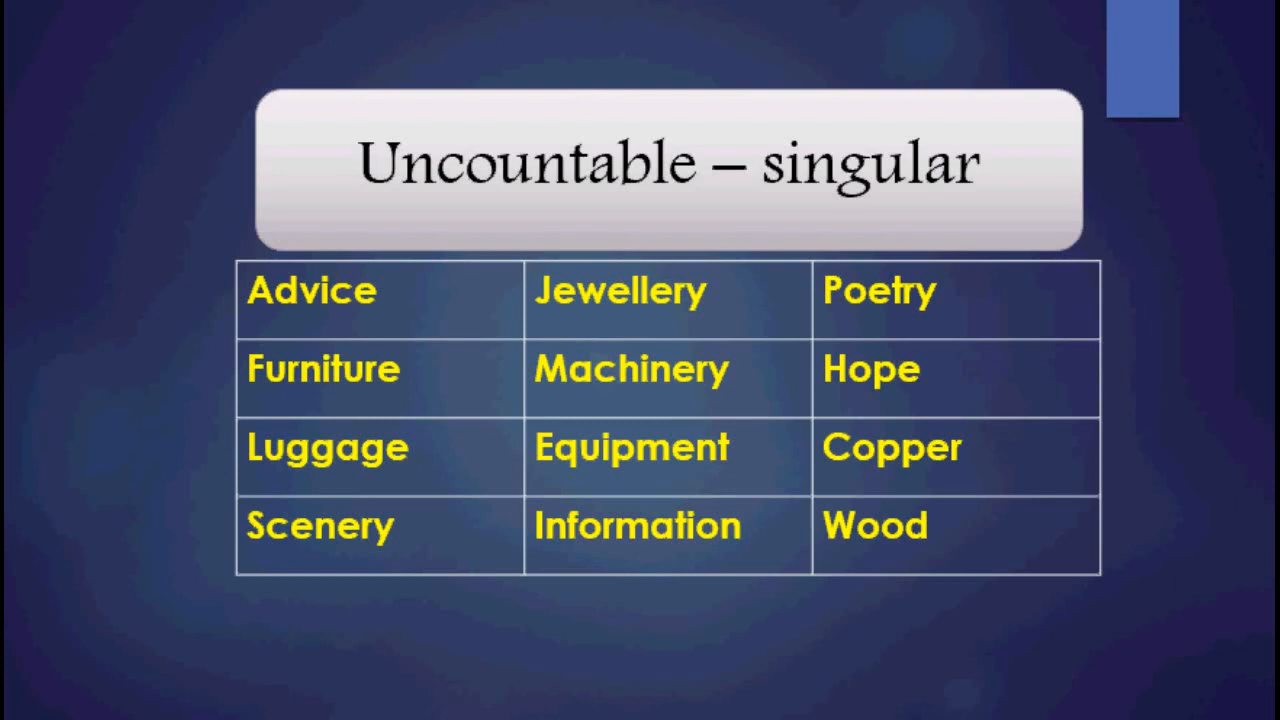 Uncountable – singular
Advice Jewellery Poetry
Furniture Machinery Hope
Luggage Equipment Copper
Scenery Information Wood